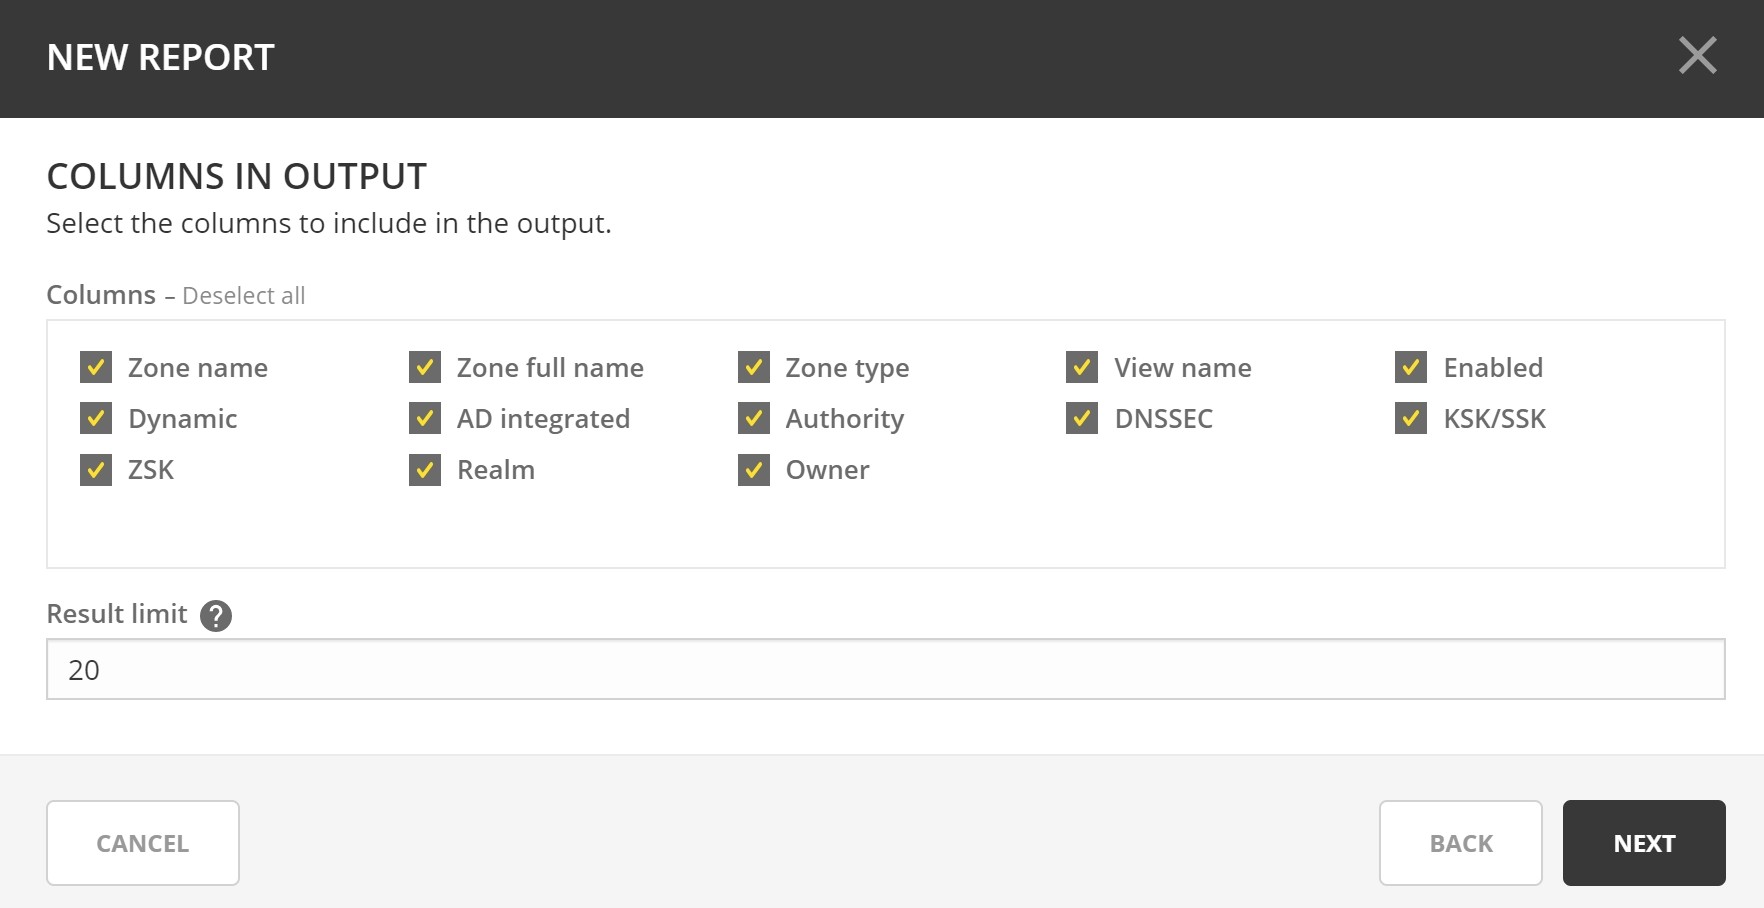 NEW REPORT
COLUMNS IN OUTPUT
Select the columns to include in the output.
Columns – Deselect all
Zone name Zone full name Zone type View name Enabled
Dynamic AD integrated Authority DNSSEC KSK/SSK
ZSK Realm Owner
Result limit ?
20
CANCEL BACK NEXT